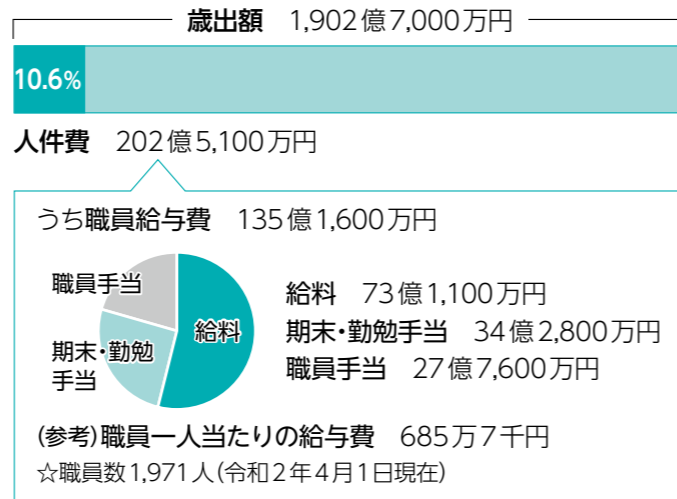 歳出額 1,902億7,000万円
10.6%
人件費 202億5,100万円
うち職員給与費 135億1,600万円
職員手当
給料
期末・勤勉
手当
給料 73億1,100万円
期末・勤勉手当 34億2,800万円
職員手当 27億7,600万円
(参考)職員一人当たりの給与費 685万7千円
☆職員数1,971人(令和2年4月1日現在)